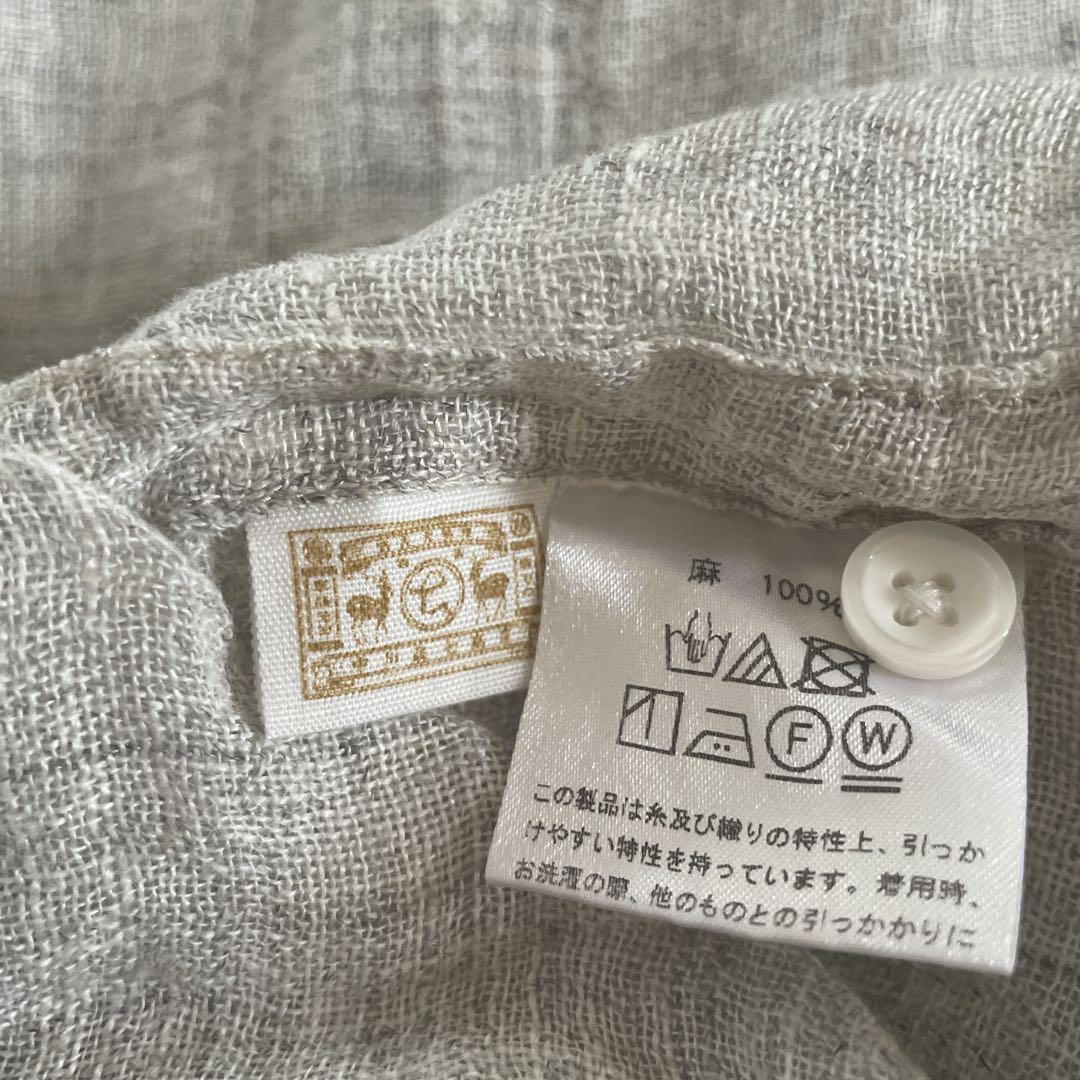 麻 100%
F W
この製品は糸及び織りの特性上、引っか
けやすい特性を持っています。着用時、
お洗濯の際、他のものとの引っかかりに